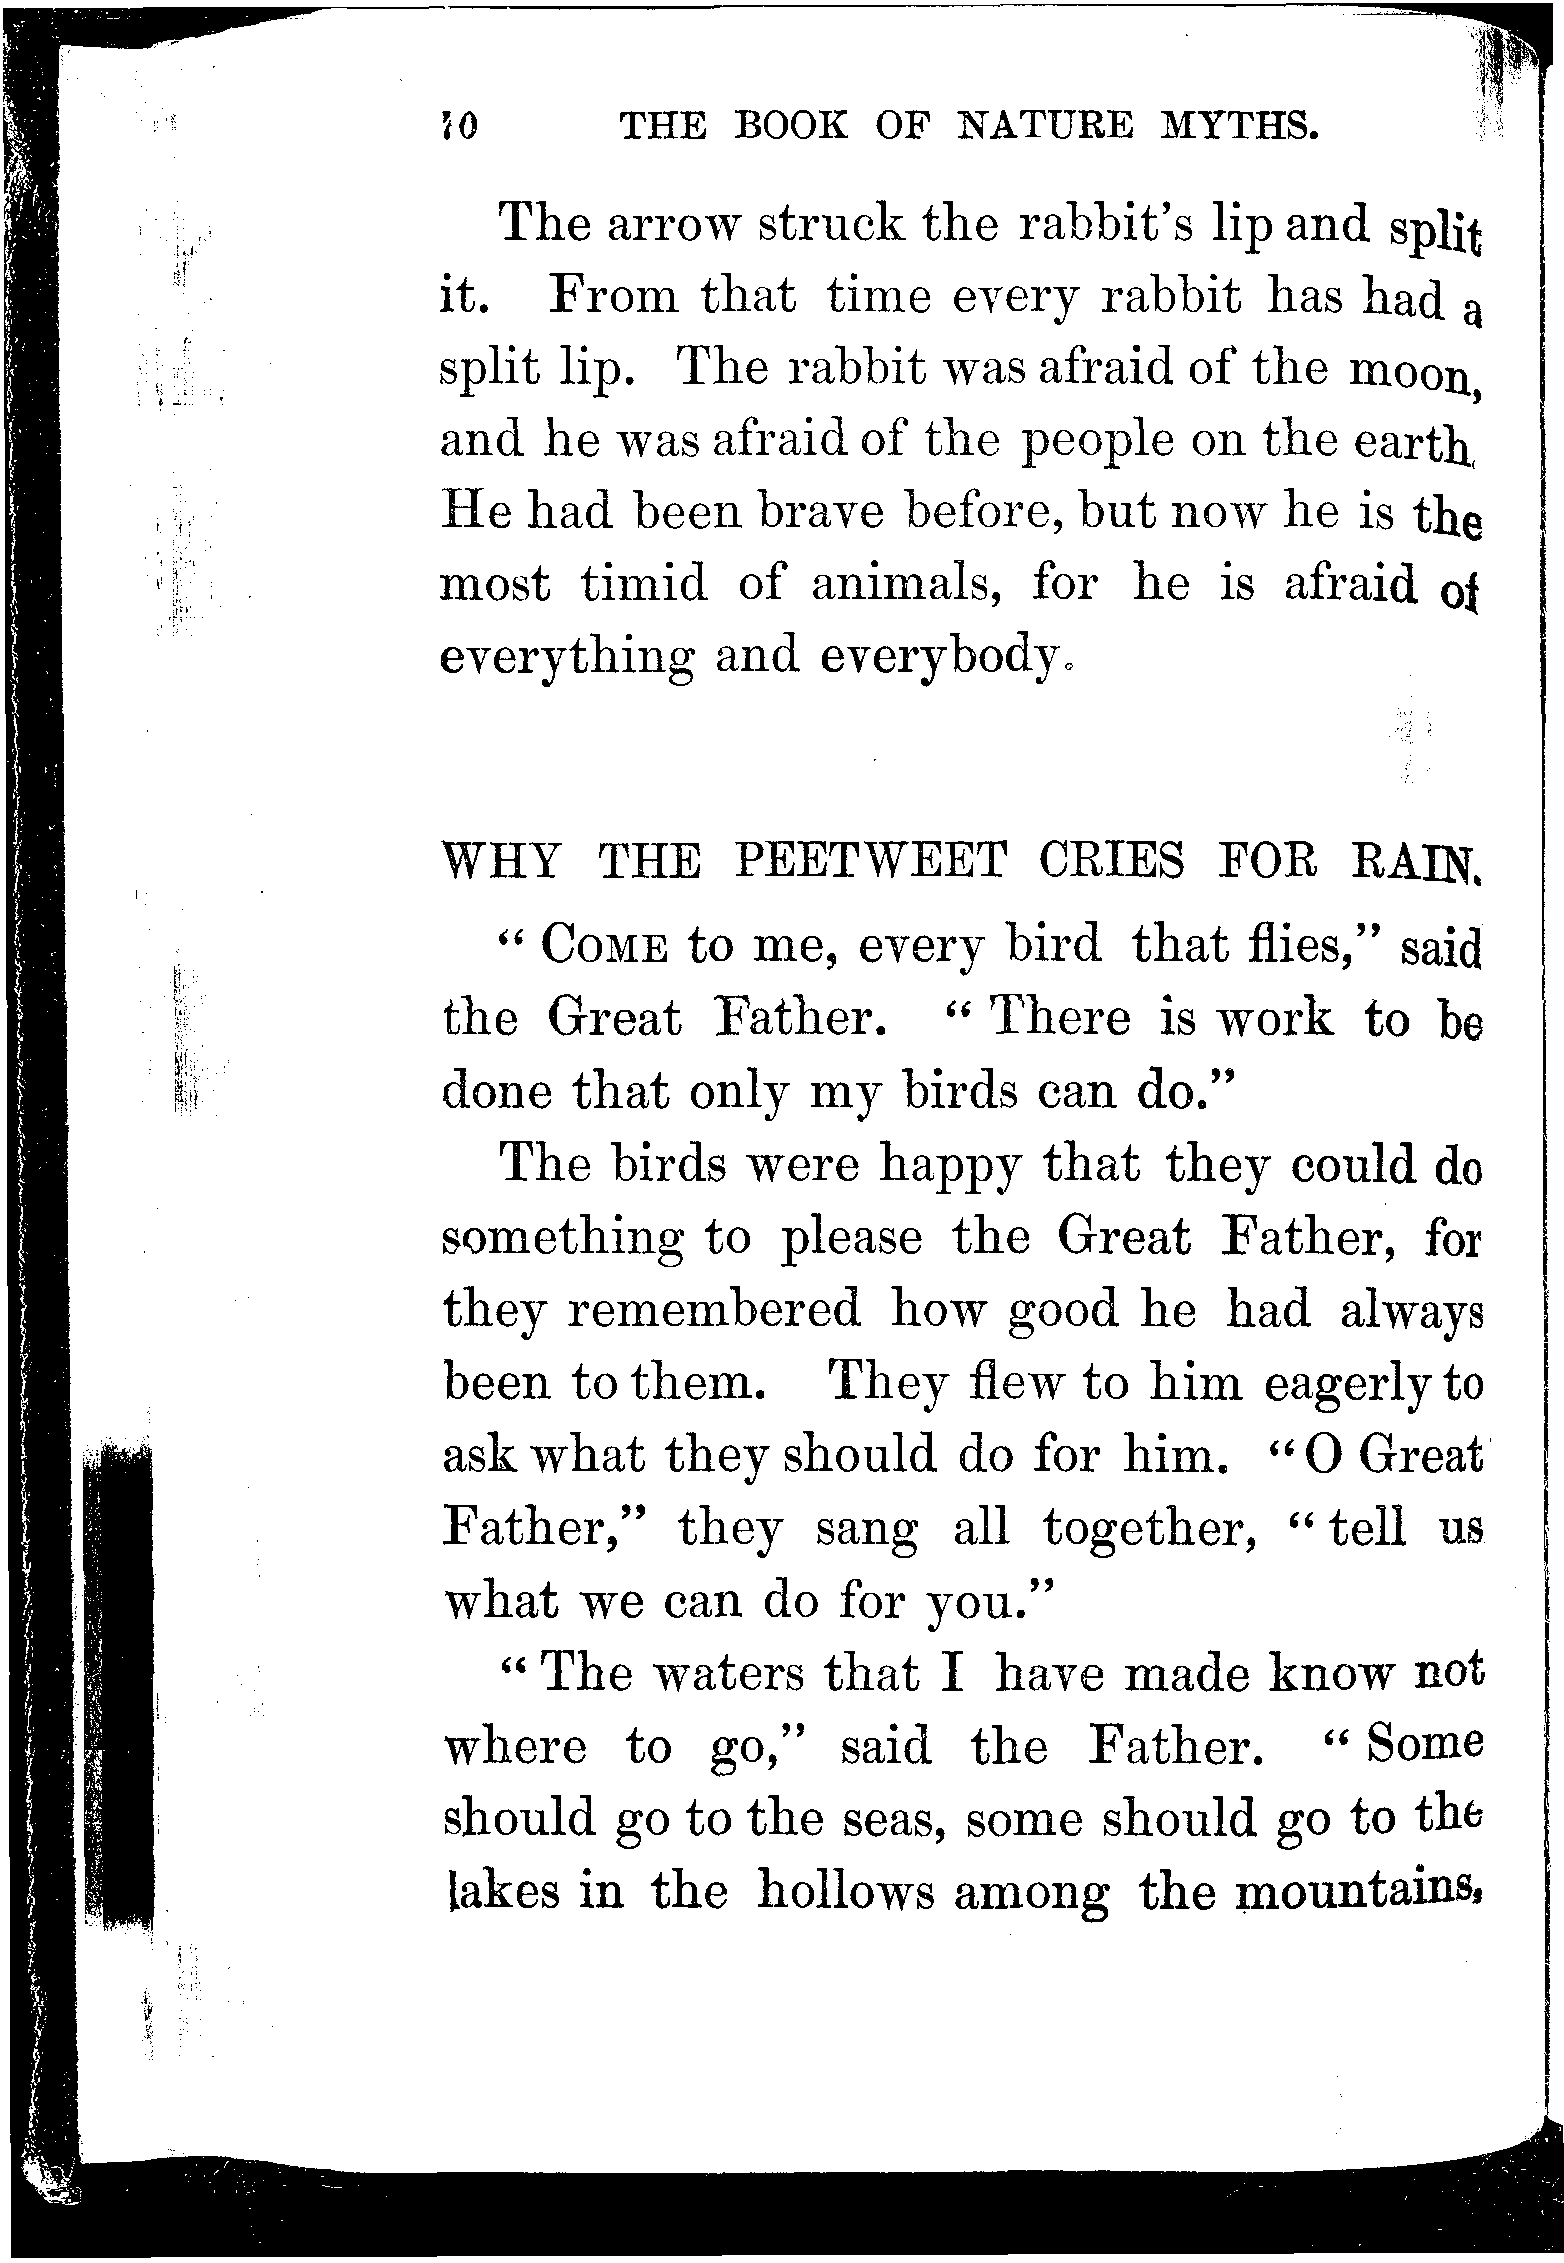 70 THE BOOK OF NATURE MYTHS.
The arrow struck the rabbit's lip and split
it. From that time every rabbit has had a
split lip. The rabbit was afraid of the moon,
and he was afraid of the people on the earth.
He had been brave before, but now he is the
most timid of animals, for he is afraid of
everything and everybody.
WHY THE PEETWEET CRIES FOR RAIN.
“COME to me, every bird that flies,” said
the Great Father. “There is work to be
done that only my birds can do.”
The birds were happy that they could do
something to please the Great Father, for
they remembered how good he had always
been to them. They flew to him eagerly to
ask what they should do for him. “O Great
Father,” they sang all together, “tell us
what we can do for you.”
“The waters that I have made know not
where to go,” said the Father. “Some
should go to the seas, some should go to the
lakes in the hollows among the mountains,